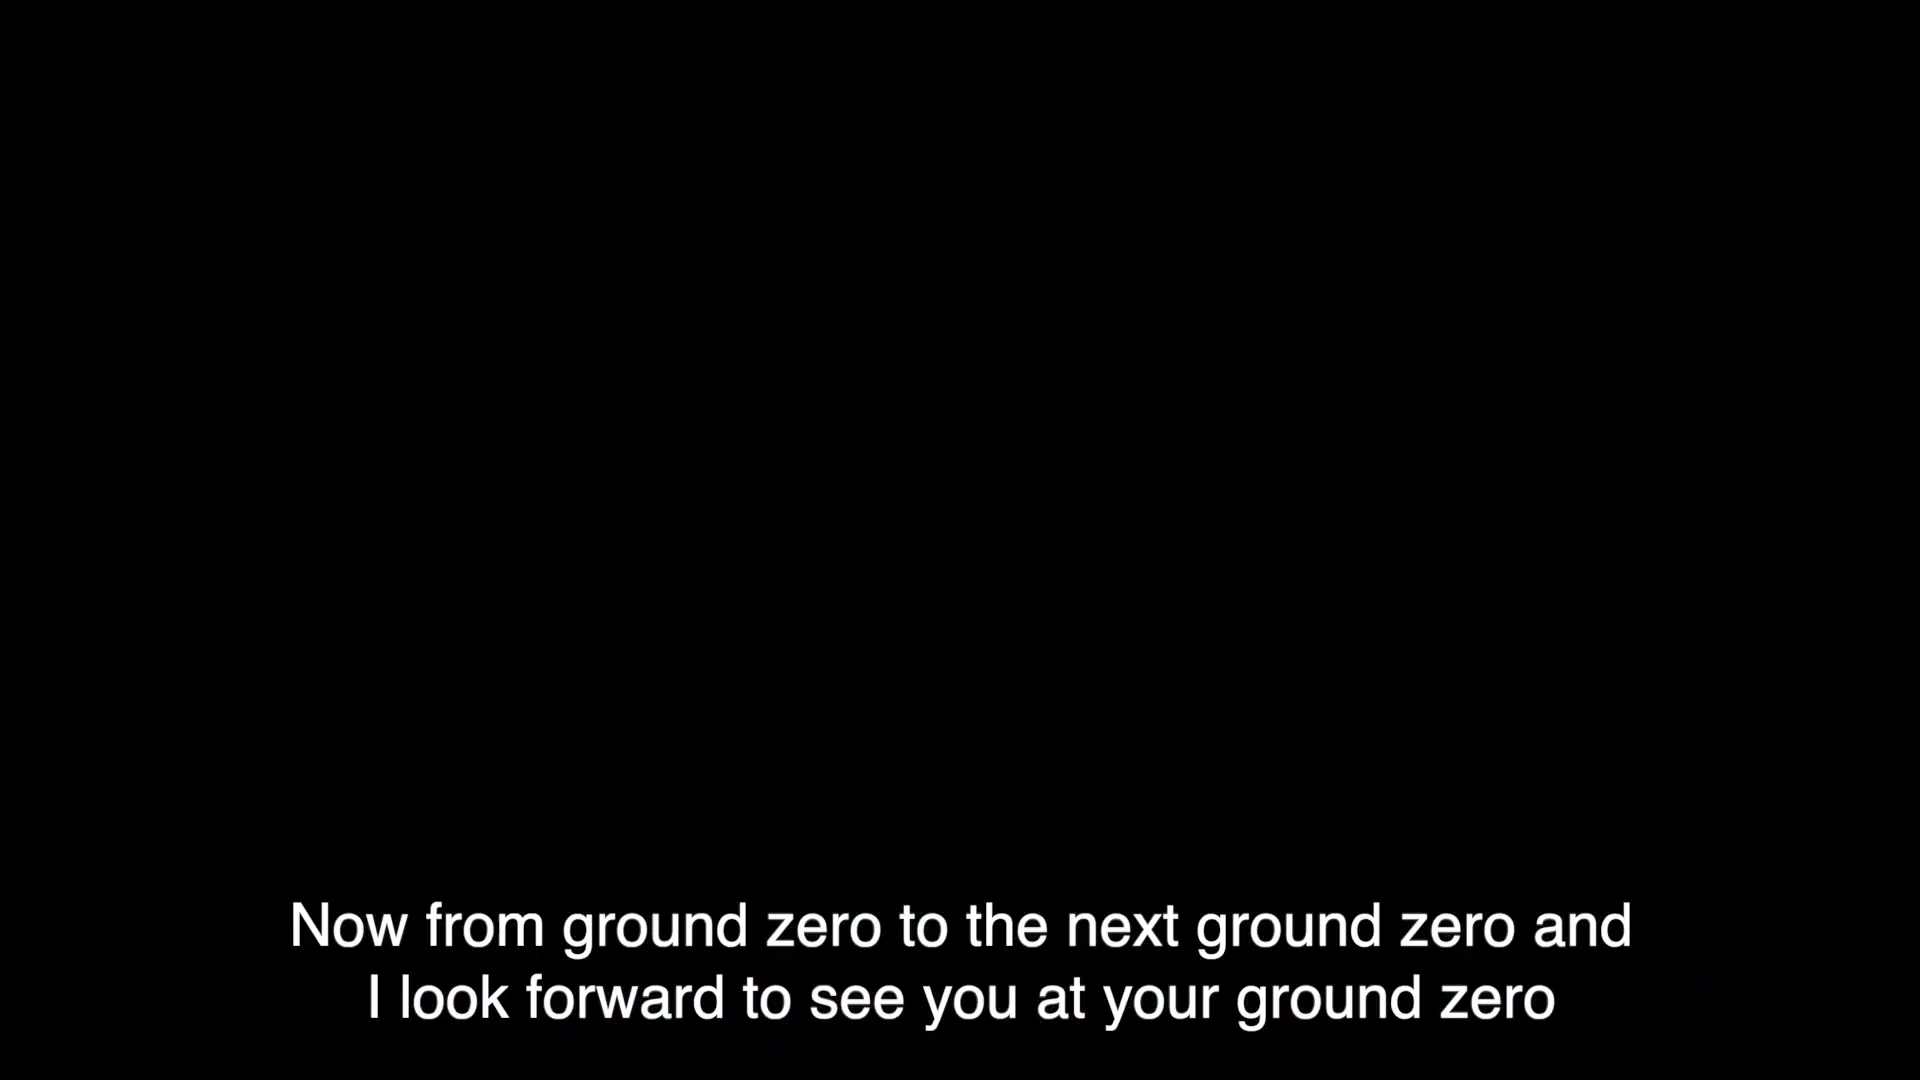 Now from ground zero to the next ground zero and
I look forward to see you at your ground zero